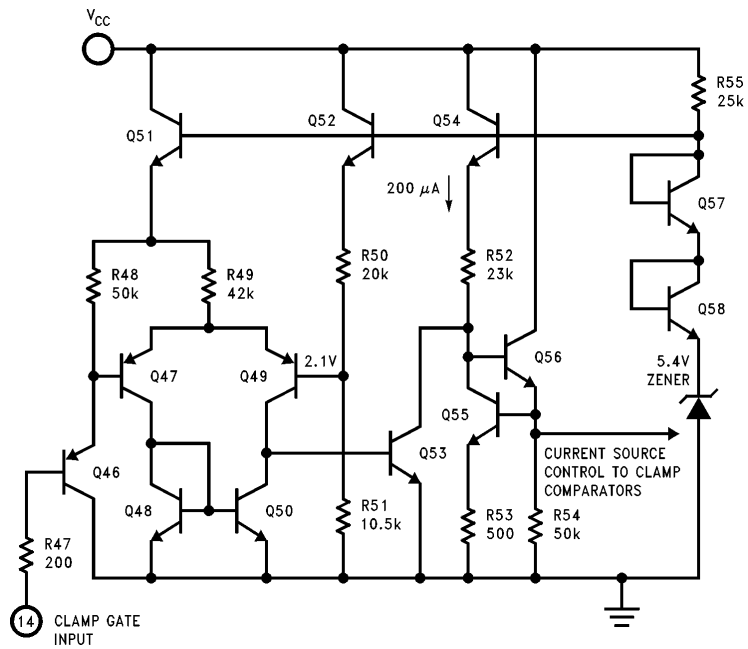 VCC
R55
25k
Q51
Q52
Q54
200 μA
Q57
R48
50k
R49
42k
R50
20k
R52
23k
Q58
Q47
Q49
2.1V
Q56
5.4V
ZENER
Q55
Q46
Q53
CURRENT SOURCE
CONTROL TO CLAMP
COMPARATORS
Q48
Q50
R51
10.5k
R53
500
R54
50k
R47
200
14
CLAMP GATE
INPUT